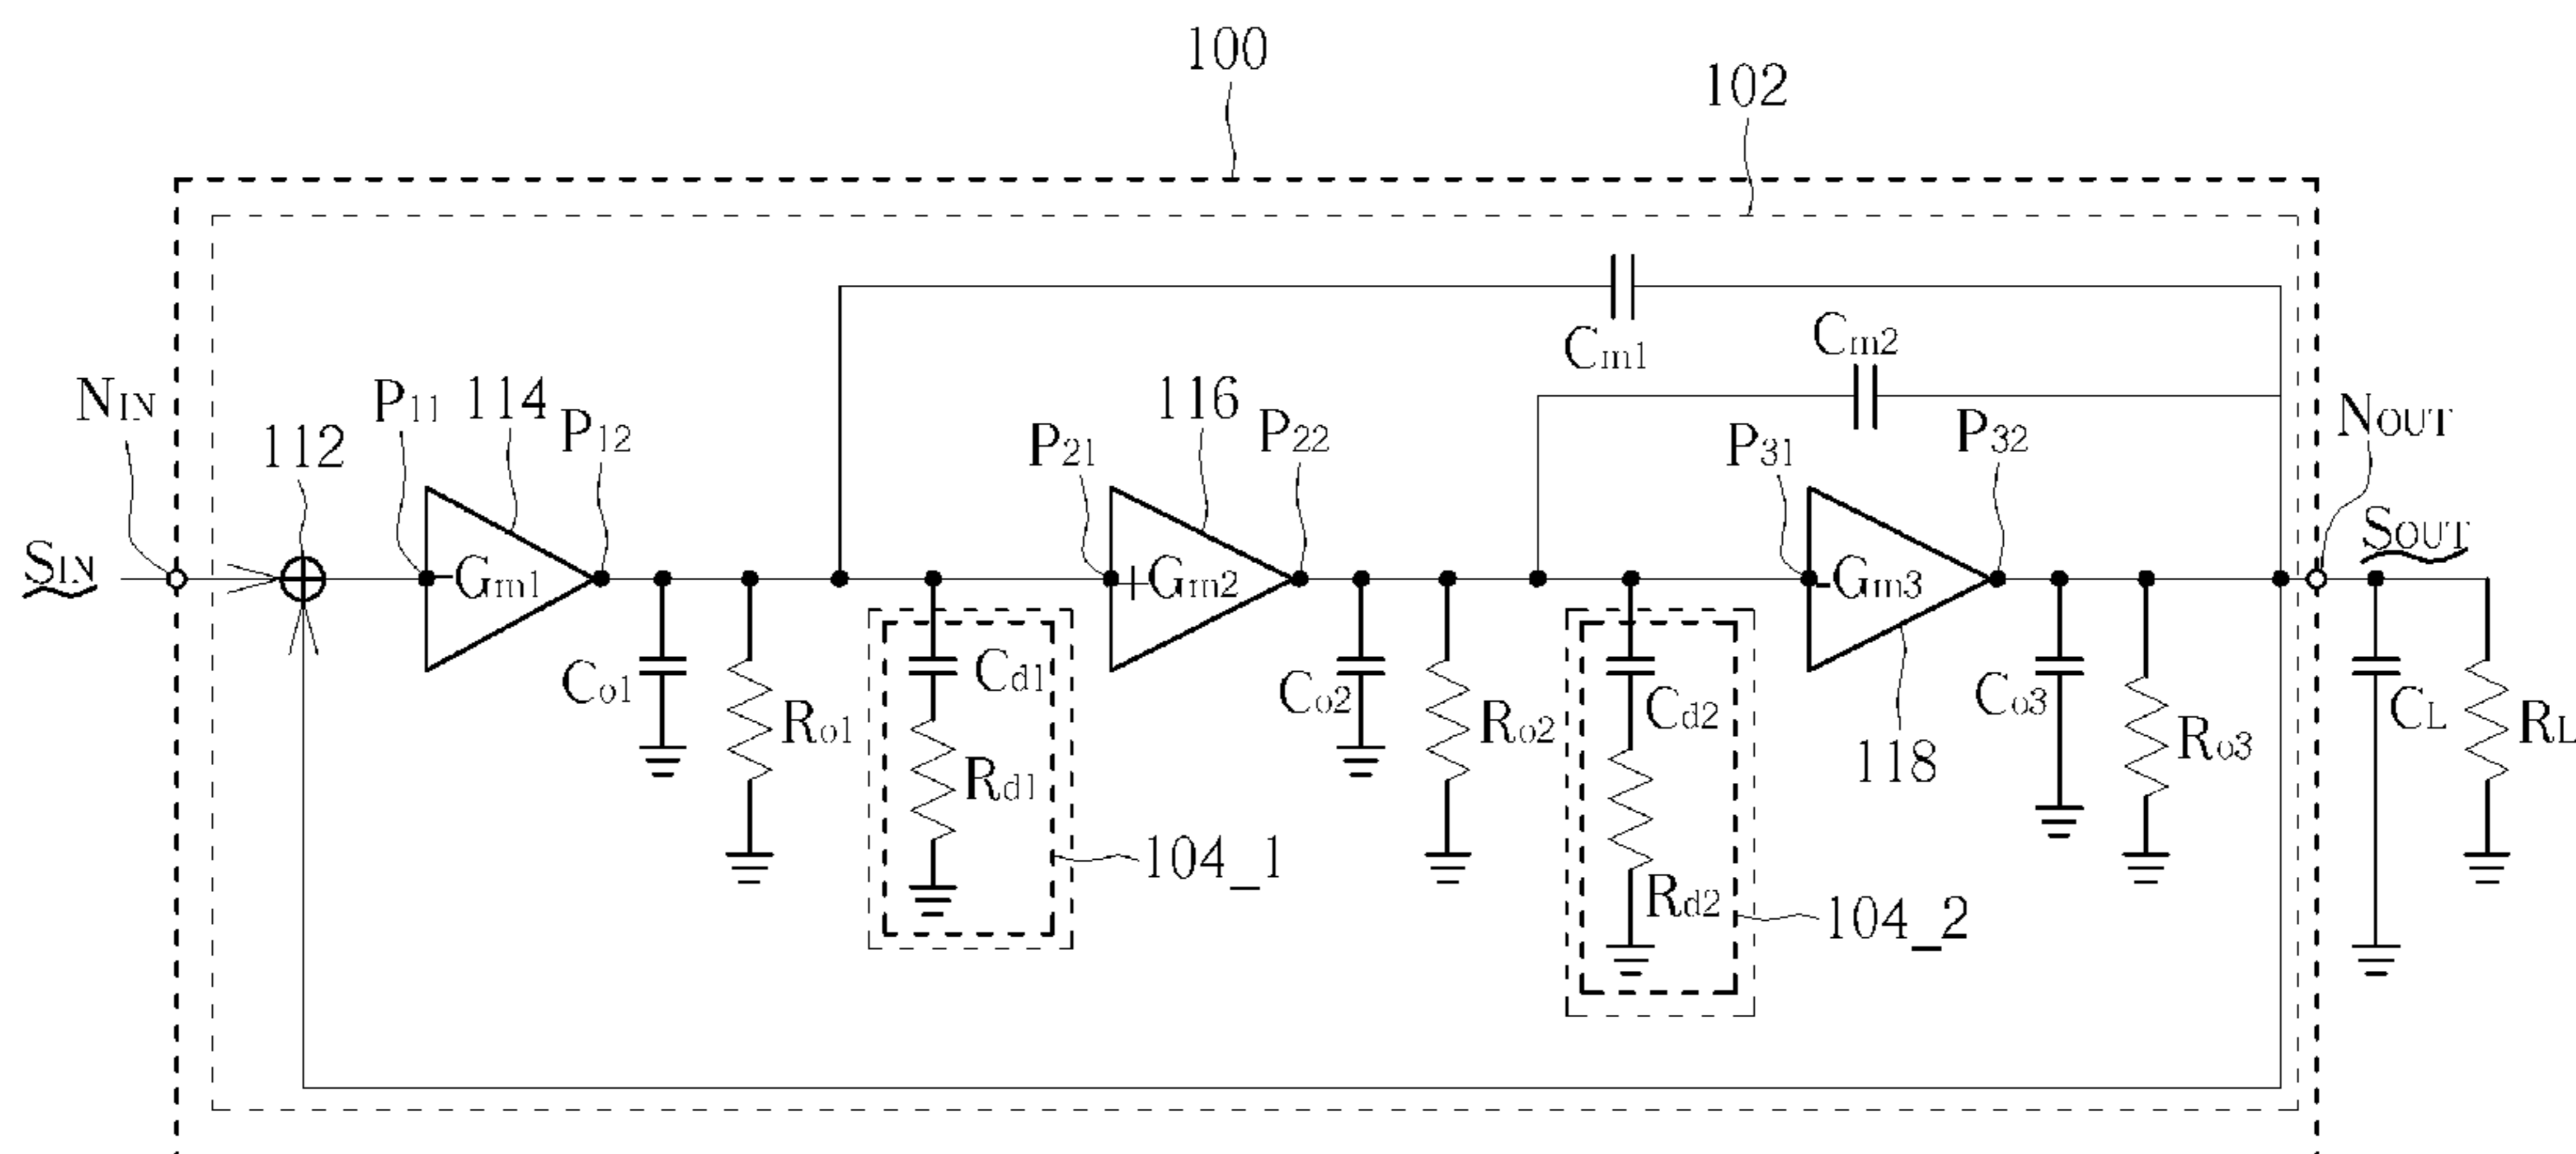 100
102
Cm1
Cm2
NIN
112
P11
114
P12
P21
116
P22
P31
P32
NOUT
SIN
-Gm1
+Gm2
-Gm3
SOUT
Co1
Ro1
Cd1
Rd1
104_1
Co2
Ro2
Cd2
Rd2
104_2
118
Co3
Ro3
CL
RL